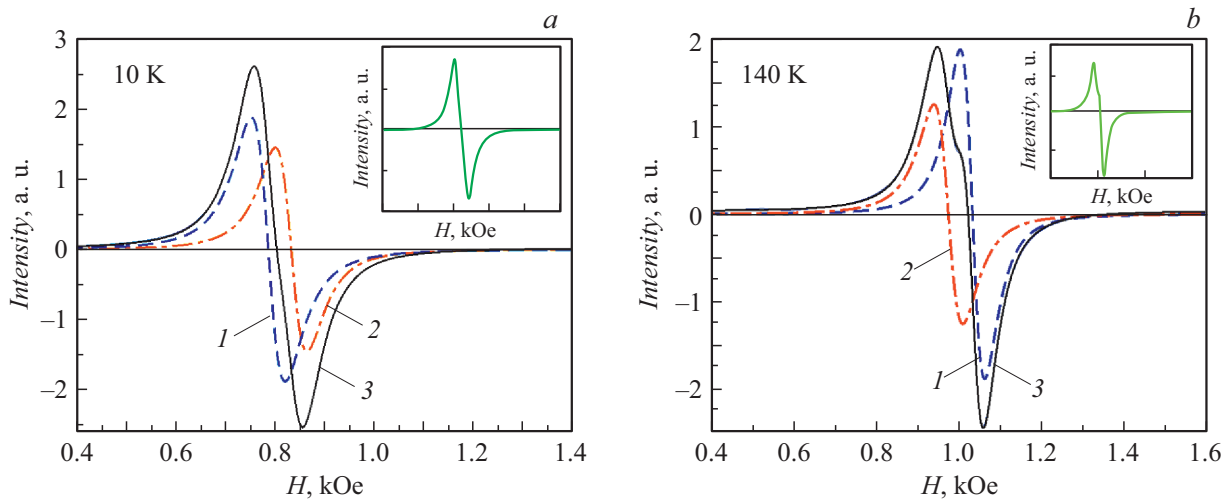 a
10 K
Intensity, a. u.
3
2
1
0
–1
–2
0.4 0.6 0.8 1.0 1.2 1.4
H, kOe
1
2
3
Intensity, a. u.
H, kOe
b
140 K
Intensity, a. u.
2
1
0
–1
–2
0.4 0.6 0.8 1.0 1.2 1.4 1.6
H, kOe
2
1
3
Intensity, a. u.
H, kOe